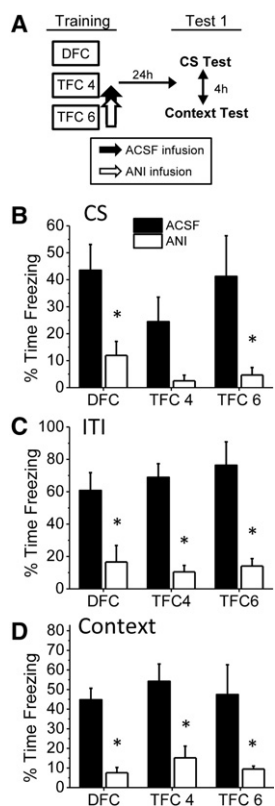 A
Training
Test 1
DFC
TFC 4
TFC 6
24h
CS Test
4h
Context Test
ACSF infusion
ANI infusion
B
CS
ACSF
ANI
% Time Freezing
60
50
40
30
20
10
0
*
*
DFC TFC 4 TFC 6
C
ITI
% Time Freezing
100
80
60
40
20
0
*
*
*
DFC TFC4 TFC6
D
Context
% Time Freezing
80
70
60
50
40
30
20
10
0
*
*
*
DFC TFC 4 TFC 6